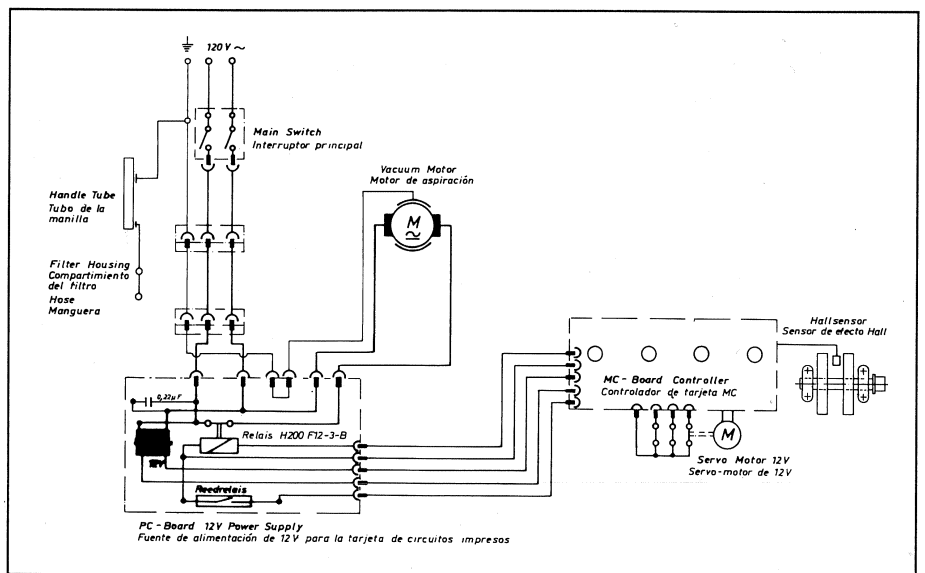 120 V ~
Main Switch
Interruptor principal
Vacuum Motor
Motor de aspiración
M
~
Handle Tube
Tubo de la
manilla
Filter Housing
Compartimiento
del filtro
Hose
Manguera
Hallsensor
Sensor de efecto Hall
MC - Board Controller
Controlador de tarjeta MC
M
Servo Motor 12V
Servo-motor de 12V
0,22µF
Relais H200 F12-3-B
12V
Reedrelais
PC - Board 12V Power Supply
Fuente de alimentación de 12V para la tarjeta de circuitos impresos